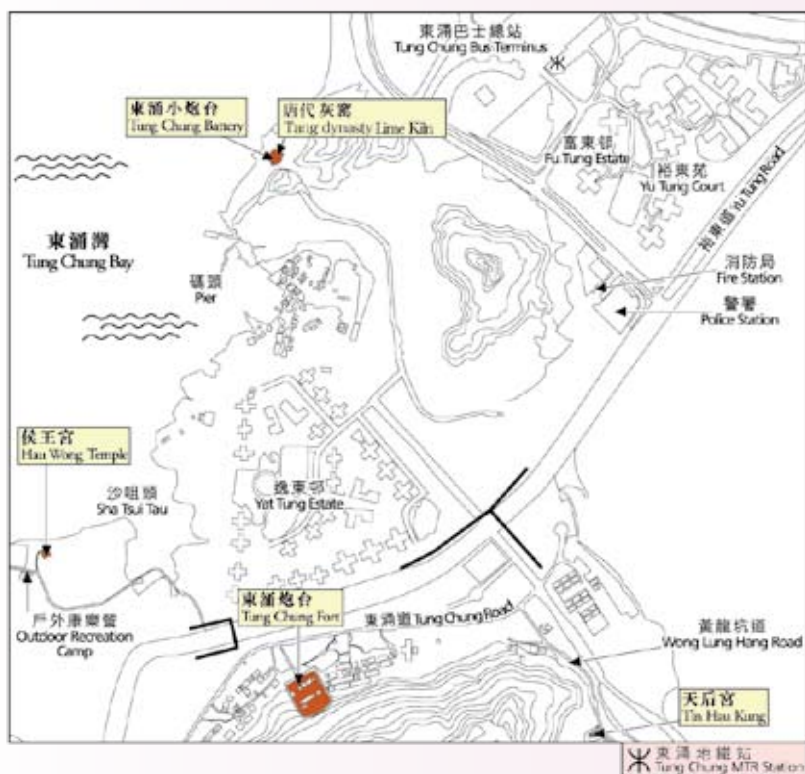 東涌巴士總站
Tung Chung Bus Terminus
東涌小炮台
Tung Chung Battery
唐代灰窰
Tang dynasty Lime Kiln
富東邨
Fu Tung Estate
裕東苑
Yu Tung Court
裕東道 Yu Tung Road
東涌灣
Tung Chung Bay
碼頭
Pier
消防局
Fire Station
警署
Police Station
侯王宮
Hau Wong Temple
沙咀頭
Sha Tsui Tau
逸東邨
Yat Tung Estate
戶外康樂營
Outdoor Recreation
Camp
東涌炮台
Tung Chung Fort
東涌道 Tung Chung Road
黃龍坑道
Wong Lung Hang Road
天后宮
Tin Hau Kung
東涌地鐵站
Tung Chung MTR Station